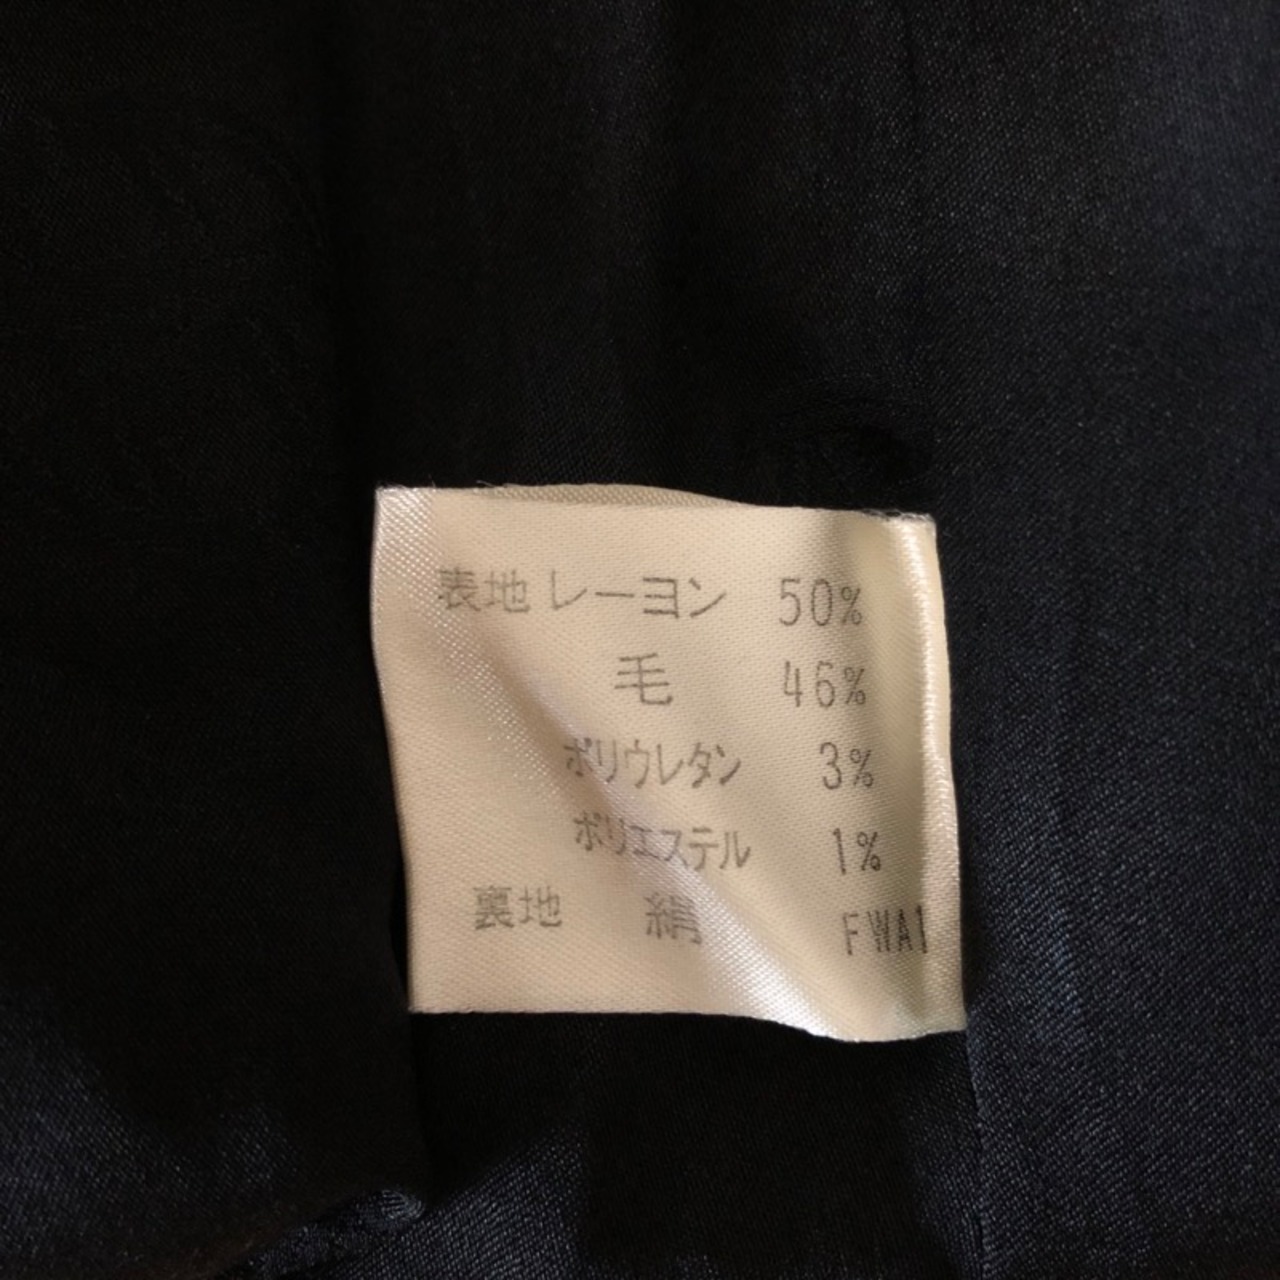 表地 レーヨン 50%
毛 46%
ポリウレタン 3%
ポリエステル 1%
裏地 絹 FWA1